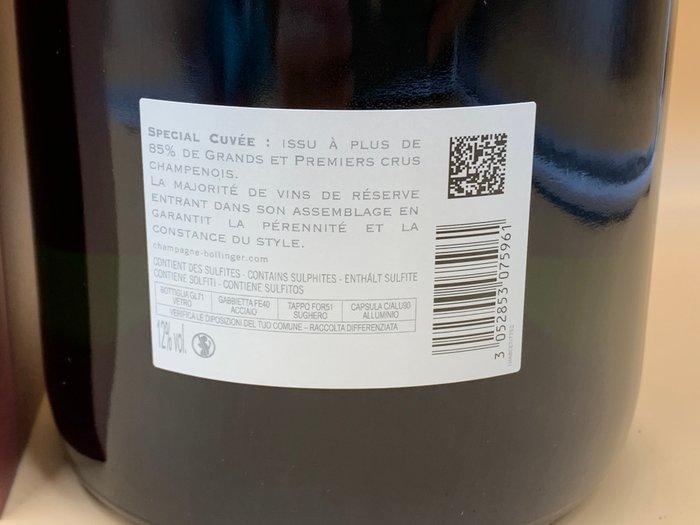 SPECIAL CUVÉE : ISSU À PLUS DE
85% DE GRANDS ET PREMIERS CRUS
CHAMPENOIS.
LA MAJORITÉ DE VINS DE RÉSERVE
ENTRANT DANS SON ASSEMBLAGE EN
GARANTIT LA PÉRENNITÉ ET LA
CONSTANCE DU STYLE.
champagne-bollinger.com
CONTIENT DES SULFITES - CONTAINS SULPHITES - ENTHÄLT SULFITE
CONTIENE SOLFITI - CONTIENE SULFITOS
BOTTIGLIA GL71 GABBIETTA FE40 TAPPO FOR51 CAPSULA C/ALU90
VETRO ACCIAIO SUGHERO ALLUMINIO
VERIFICA LE DIPOSIZIONI DEL TUO COMUNE - RACCOLTA DIFFERENZIATA
12% vol.
3 052853 075961